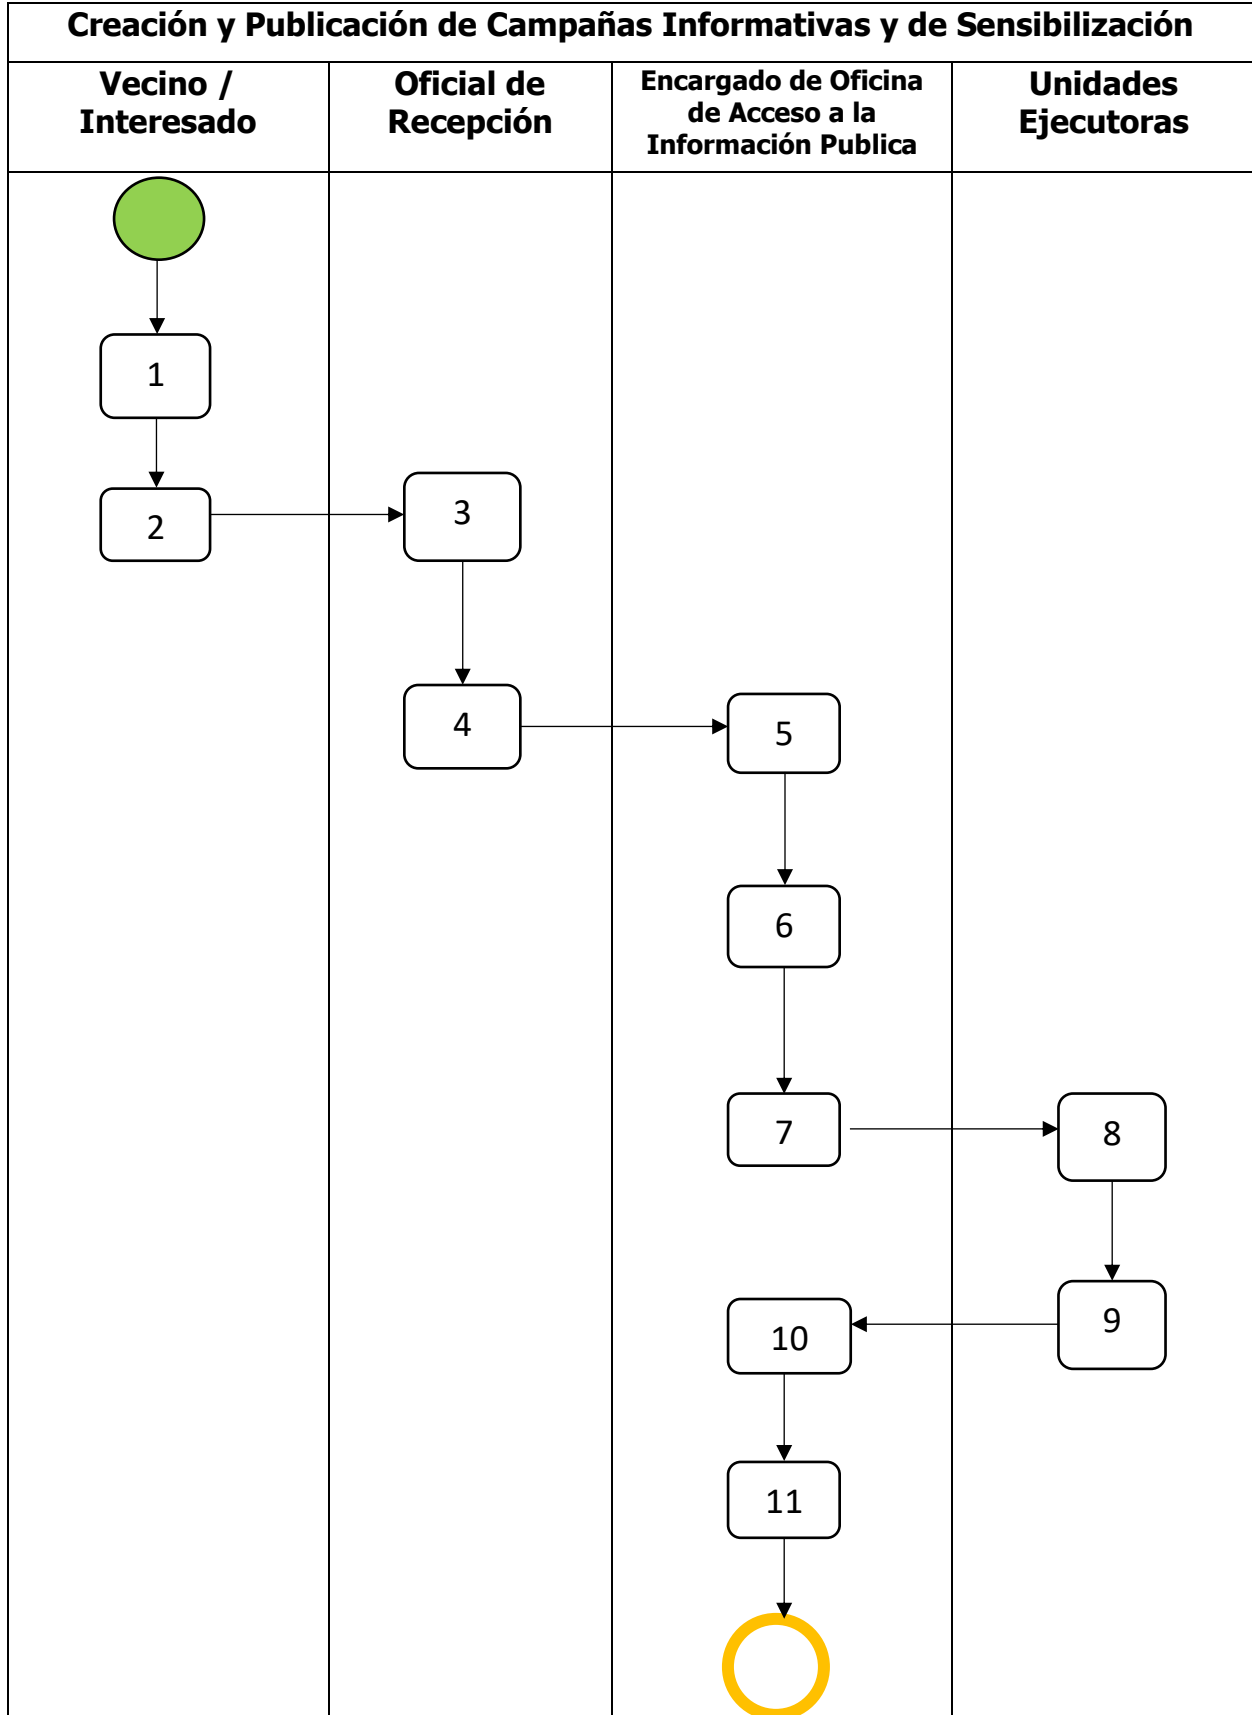 Creación y Publicación de Campañas Informativas y de Sensibilización
Vecino /
Interesado
Oficial de
Recepción
Encargado de Oficina
de Acceso a la
Información Publica
Unidades
Ejecutoras
1
2
3
4
5
6
7
8
9
10
11